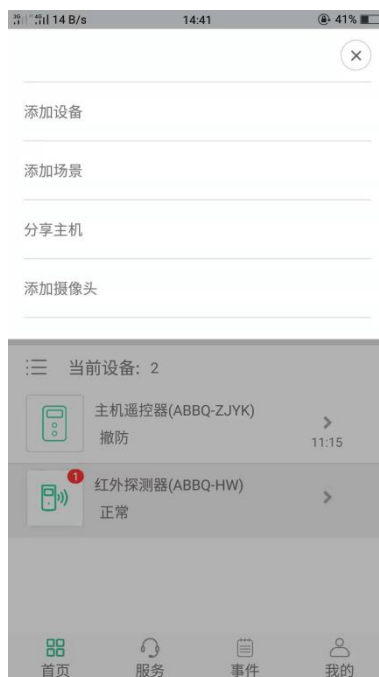 3G 4G 14 B/s 14:41 41%
添加设备
添加场景
分享主机
添加摄像头
当前设备: 2
主机遥控器(ABBQ-ZJYK)
撤防
11:15
1
红外探测器(ABBQ-HW)
正常
首页 服务 事件 我的